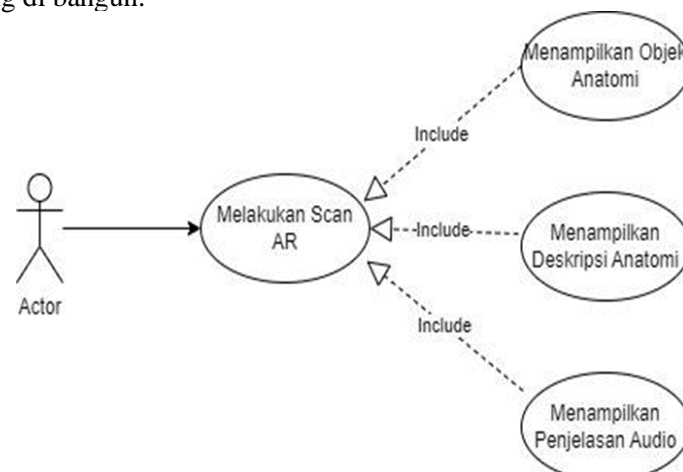 g di bangun.
Menampilkan Objek
Anatomi
Include
Melakukan Scan
AR
Include
Menampilkan
Deskripsi Anatomi
Actor
Include
Menampilkan
Penjelasan Audio